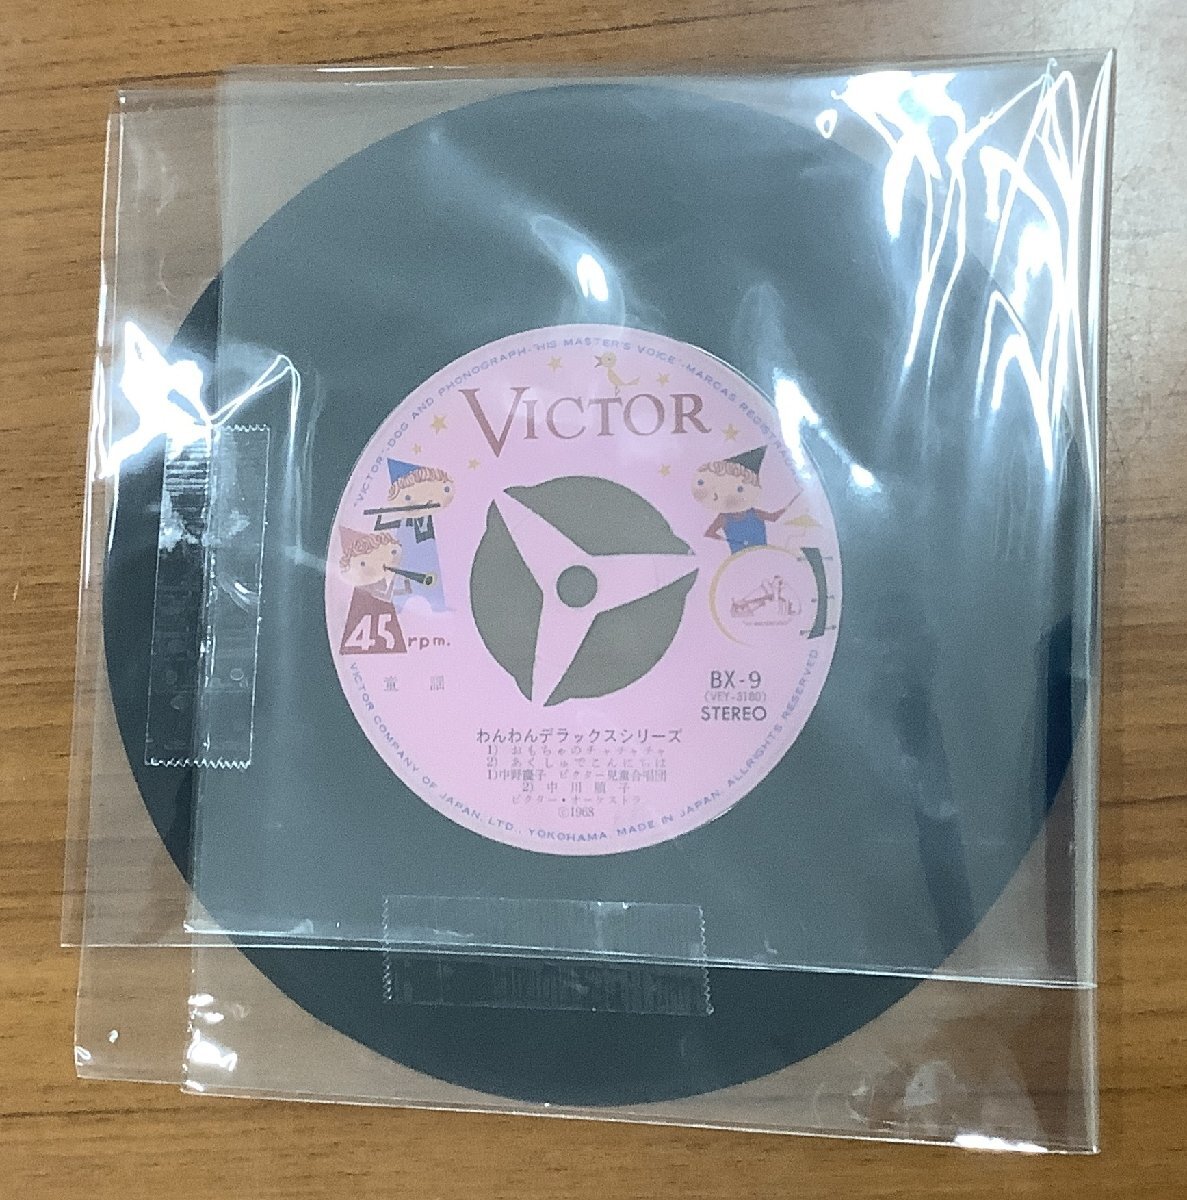 "VICTOR"-"DOG AND PHONOGRAPH-"HIS MASTER'S VOICE"-MARCAS REGISTRADAS
VICTOR
45 rpm.
童謡
BX-9
(VEY-3180)
STEREO
わんわんデラックスシリーズ
1) おもちゃのチャチャチャ
2) あくしゅでこんにちは
1)中野慶子 ビクター児童合唱団
2) 中川順子
ビクター・オーケストラ
Ⓒ1968
VICTOR COMPANY OF JAPAN, LTD., YOKOHAMA, MADE IN JAPAN, ALLRIGHTS RESERVED